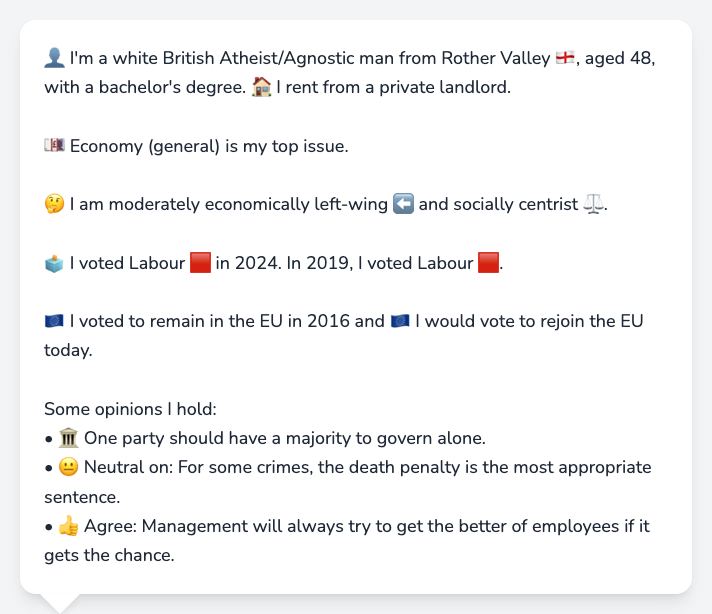 👤 I'm a white British Atheist/Agnostic man from Rother Valley 🏴󠁧󠁢󠁥󠁮󠁧󠁿, aged 48,
with a bachelor's degree. 🏠 I rent from a private landlord.
💷 Economy (general) is my top issue.
🤔 I am moderately economically left-wing ⬅️ and socially centrist ⚖️.
🗳️ I voted Labour 🟥 in 2024. In 2019, I voted Labour 🟥.
🇪🇺 I voted to remain in the EU in 2016 and 🇪🇺 I would vote to rejoin the EU
today.
Some opinions I hold:
• 🏛️ One party should have a majority to govern alone.
• 😐 Neutral on: For some crimes, the death penalty is the most appropriate
sentence.
• 👍 Agree: Management will always try to get the better of employees if it
gets the chance.